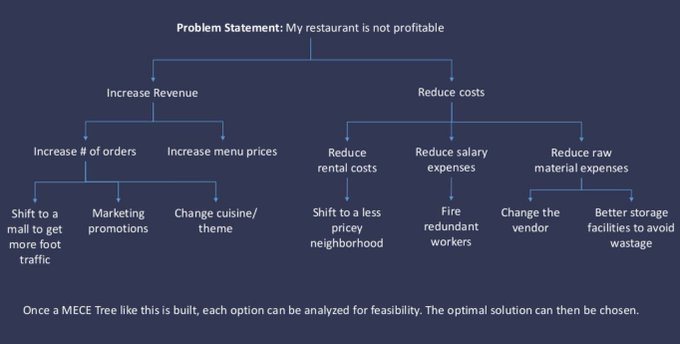 Problem Statement: My restaurant is not profitable
Increase Revenue
Reduce costs
Increase # of orders
Increase menu prices
Reduce
rental costs
Reduce salary
expenses
Reduce raw
material expenses
Shift to a
mall to get
more foot
traffic
Marketing
promotions
Change cuisine/
theme
Shift to a less
pricey
neighborhood
Fire
redundant
workers
Change the
vendor
Better storage
facilities to avoid
wastage
Once a MECE Tree like this is built, each option can be analyzed for feasibility. The optimal solution can then be chosen.